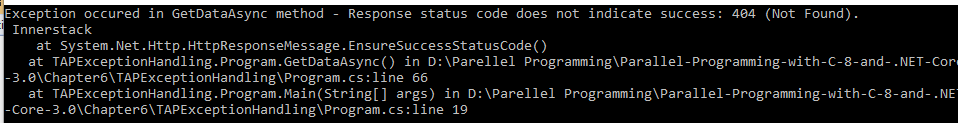 Exception occured in GetDataAsync method - Response status code does not indicate success: 404 (Not Found).
Innerstack
at System.Net.Http.HttpResponseMessage.EnsureSuccessStatusCode()
at TAPExceptionHandling.Program.GetDataAsync() in D:\Parellel Programming\Parallel-Programming-with-C-8-and-.NET-Core
-3.0\Chapter6\TAPExceptionHandling\Program.cs:line 66
at TAPExceptionHandling.Program.Main(String[] args) in D:\Parellel Programming\Parallel-Programming-with-C-8-and-.NET
-Core-3.0\Chapter6\TAPExceptionHandling\Program.cs:line 19